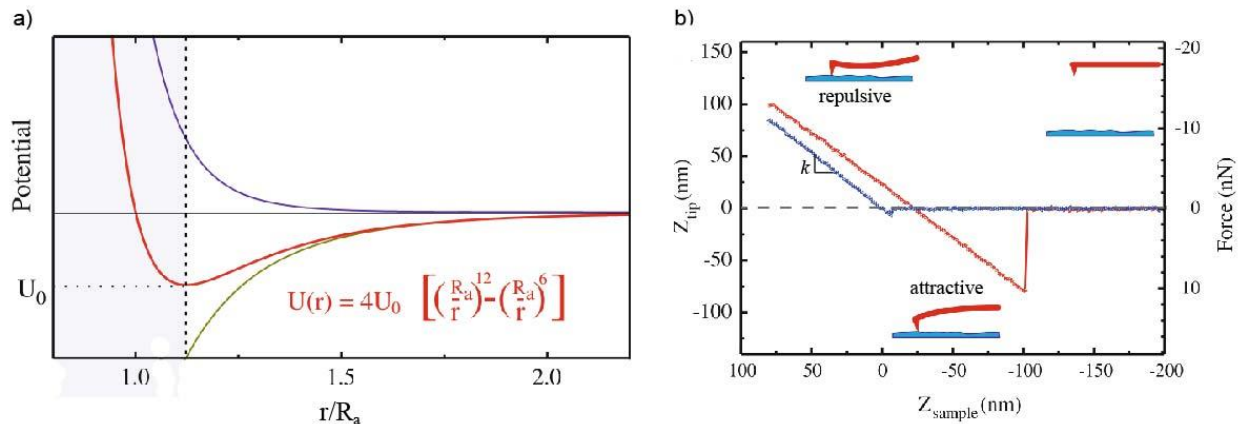 a)
Potential
U0
U(r) = 4U0 [(Ra/r)^12-(Ra/r)^6]
1.0 1.5 2.0
r/Ra
b)
150
100
50
0
-50
-100
Ztip(nm)
repulsive
k
attractive
-20
-10
0
10
Force (nN)
100 50 0 -50 -100 -150 -200
Zsample(nm)